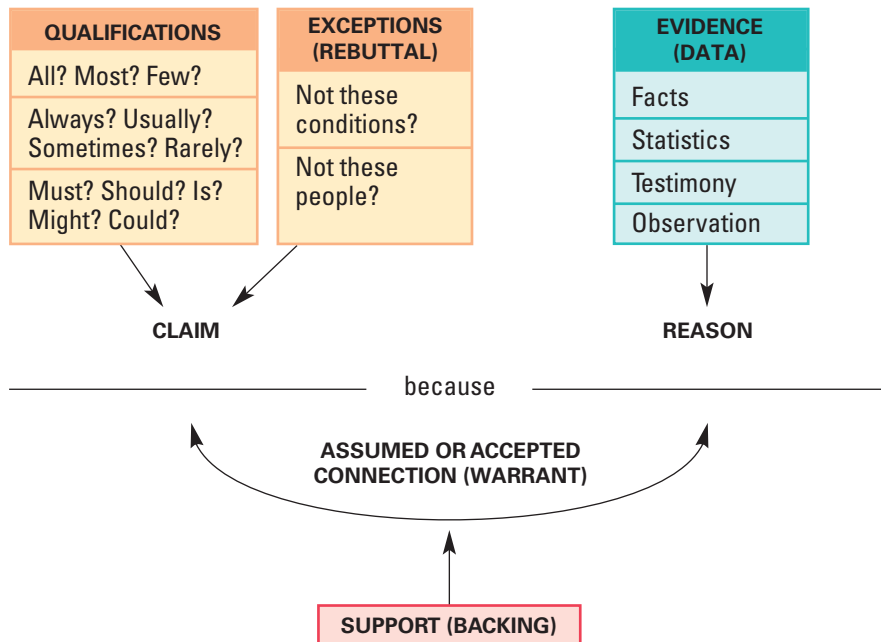 QUALIFICATIONS
All? Most? Few?
Always? Usually?
Sometimes? Rarely?
Must? Should? Is?
Might? Could?
EXCEPTIONS
(REBUTTAL)
Not these
conditions?
Not these
people?
EVIDENCE
(DATA)
Facts
Statistics
Testimony
Observation
CLAIM
REASON
because
ASSUMED OR ACCEPTED
CONNECTION (WARRANT)
SUPPORT (BACKING)